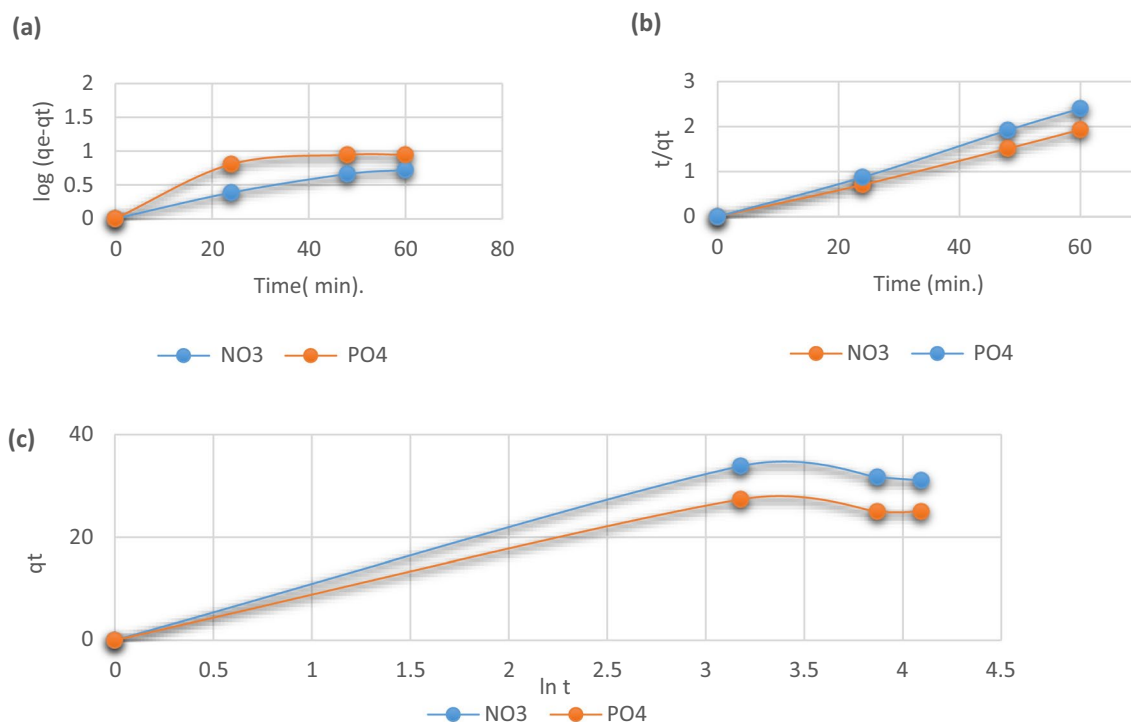 (a)
log (qe-qt)
2
1.5
1
0.5
0
0 20 40 60 80
Time( min).
NO3 PO4
(b)
t/qt
3
2
1
0
0 20 40 60
Time (min.)
NO3 PO4
(c)
qt
40
20
0
0 0.5 1 1.5 2 2.5 3 3.5 4 4.5
ln t
NO3 PO4